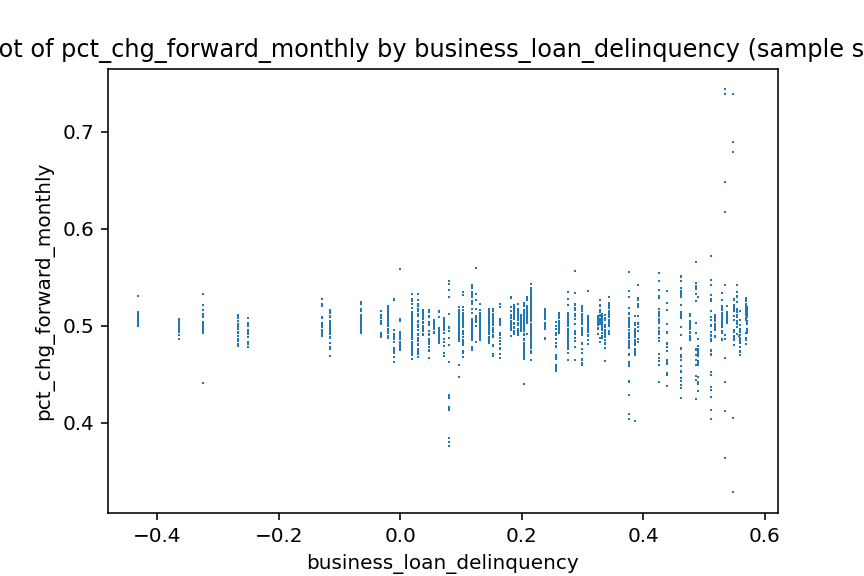 ot of pct_chg_forward_monthly by business_loan_delinquency (sample s
pct_chg_forward_monthly
0.7
0.6
0.5
0.4
−0.4 −0.2 0.0 0.2 0.4 0.6
business_loan_delinquency